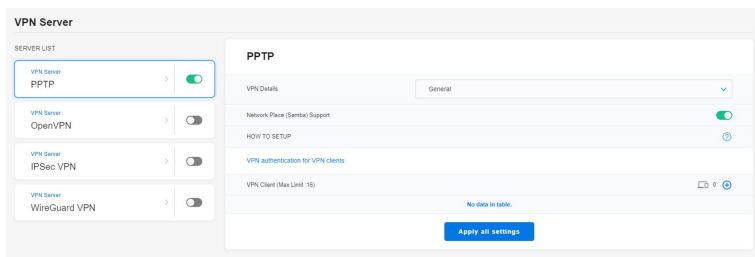 VPN Server
SERVER LIST
VPN Server
PPTP
VPN Server
OpenVPN
VPN Server
IPSec VPN
VPN Server
WireGuard VPN
PPTP
VPN Details
General
Network Place (Samba) Support
HOW TO SETUP
VPN authentication for VPN clients
VPN Client (Max Limit :16)
0
No data in table.
Apply all settings